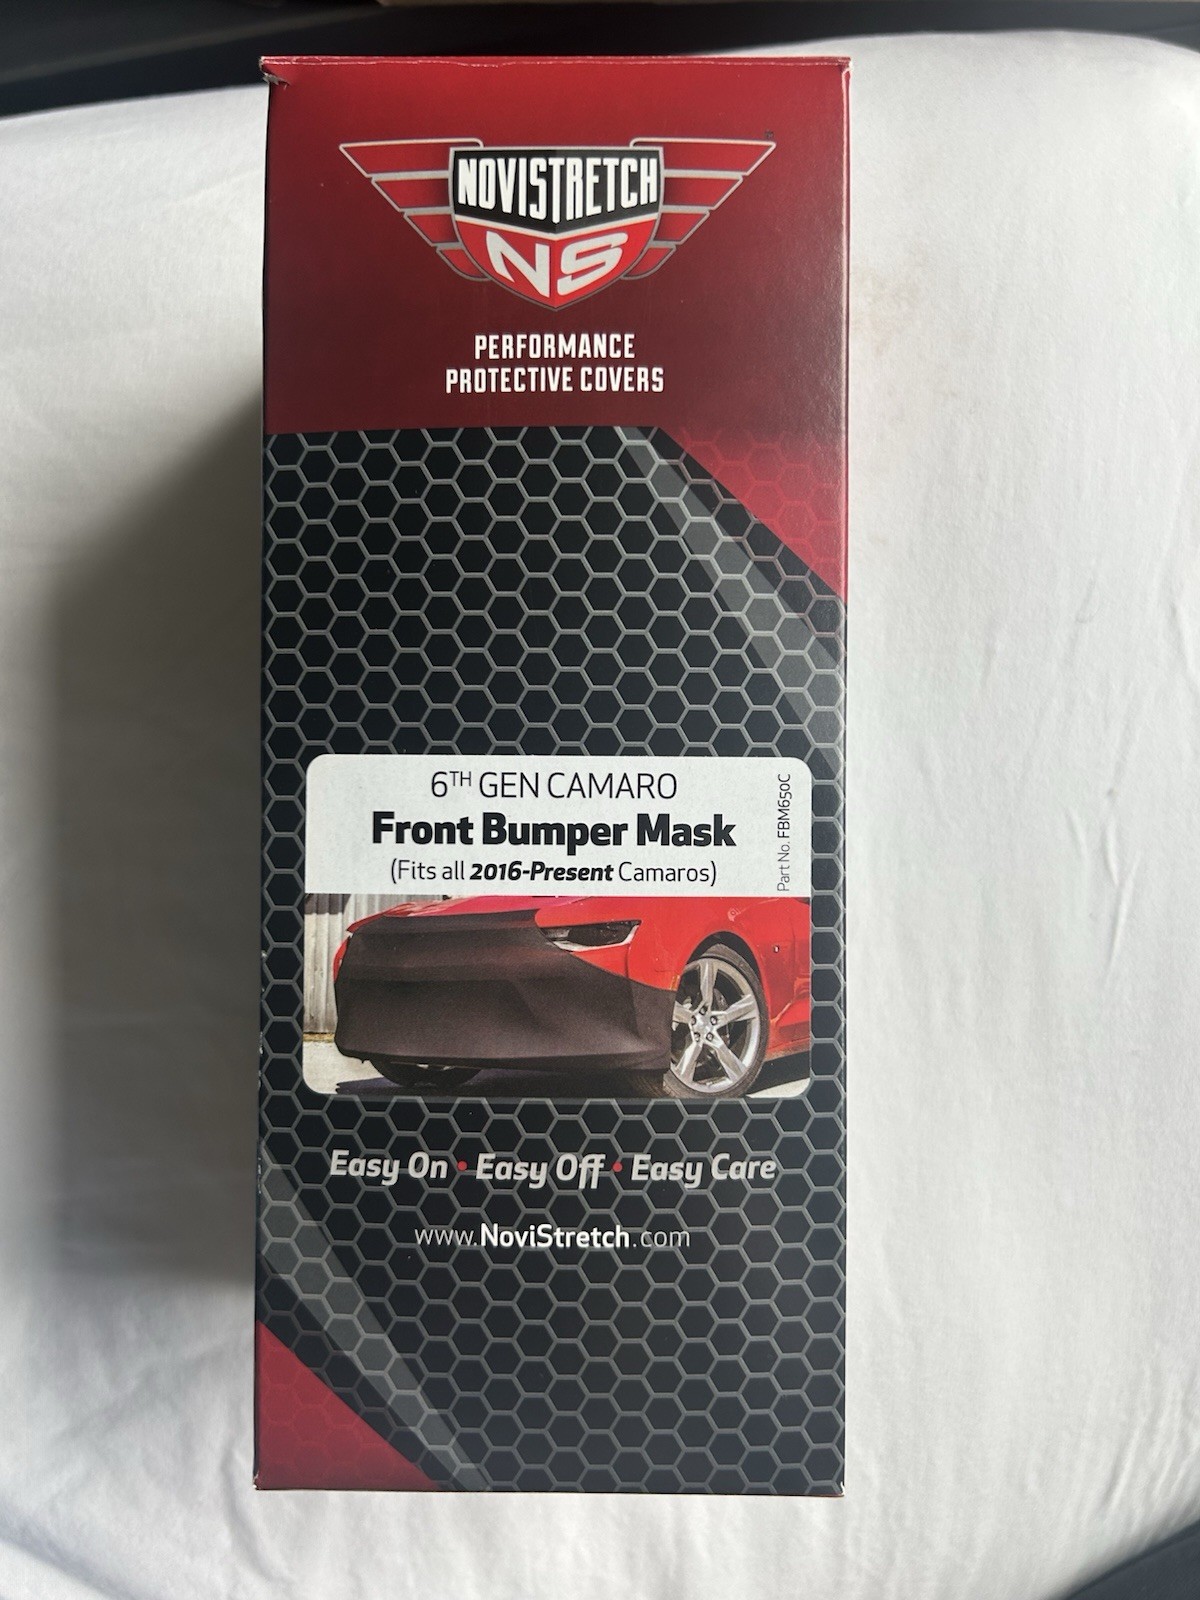 NOVISTRETCH
NS
PERFORMANCE
PROTECTIVE COVERS
6TH GEN CAMARO
Front Bumper Mask
(Fits all 2016-Present Camaros)
Part No. FBM650C
Easy On • Easy Off • Easy Care
www.NoviStretch.com